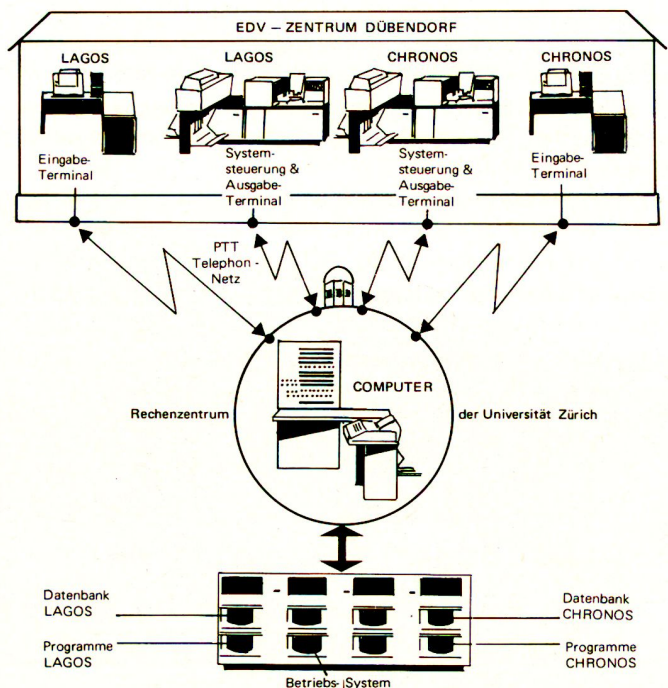 EDV – ZENTRUM DÜBENDORF
LAGOS
LAGOS
CHRONOS
CHRONOS
Eingabe-
Terminal
System-
steuerung &
Ausgabe-
Terminal
System-
steuerung &
Ausgabe-
Terminal
Eingabe-
Terminal
PTT
Telephon -
Netz
COMPUTER
Rechenzentrum
der Universität Zürich
Datenbank
LAGOS
Datenbank
CHRONOS
Programme
LAGOS
Programme
CHRONOS
Betriebs-System